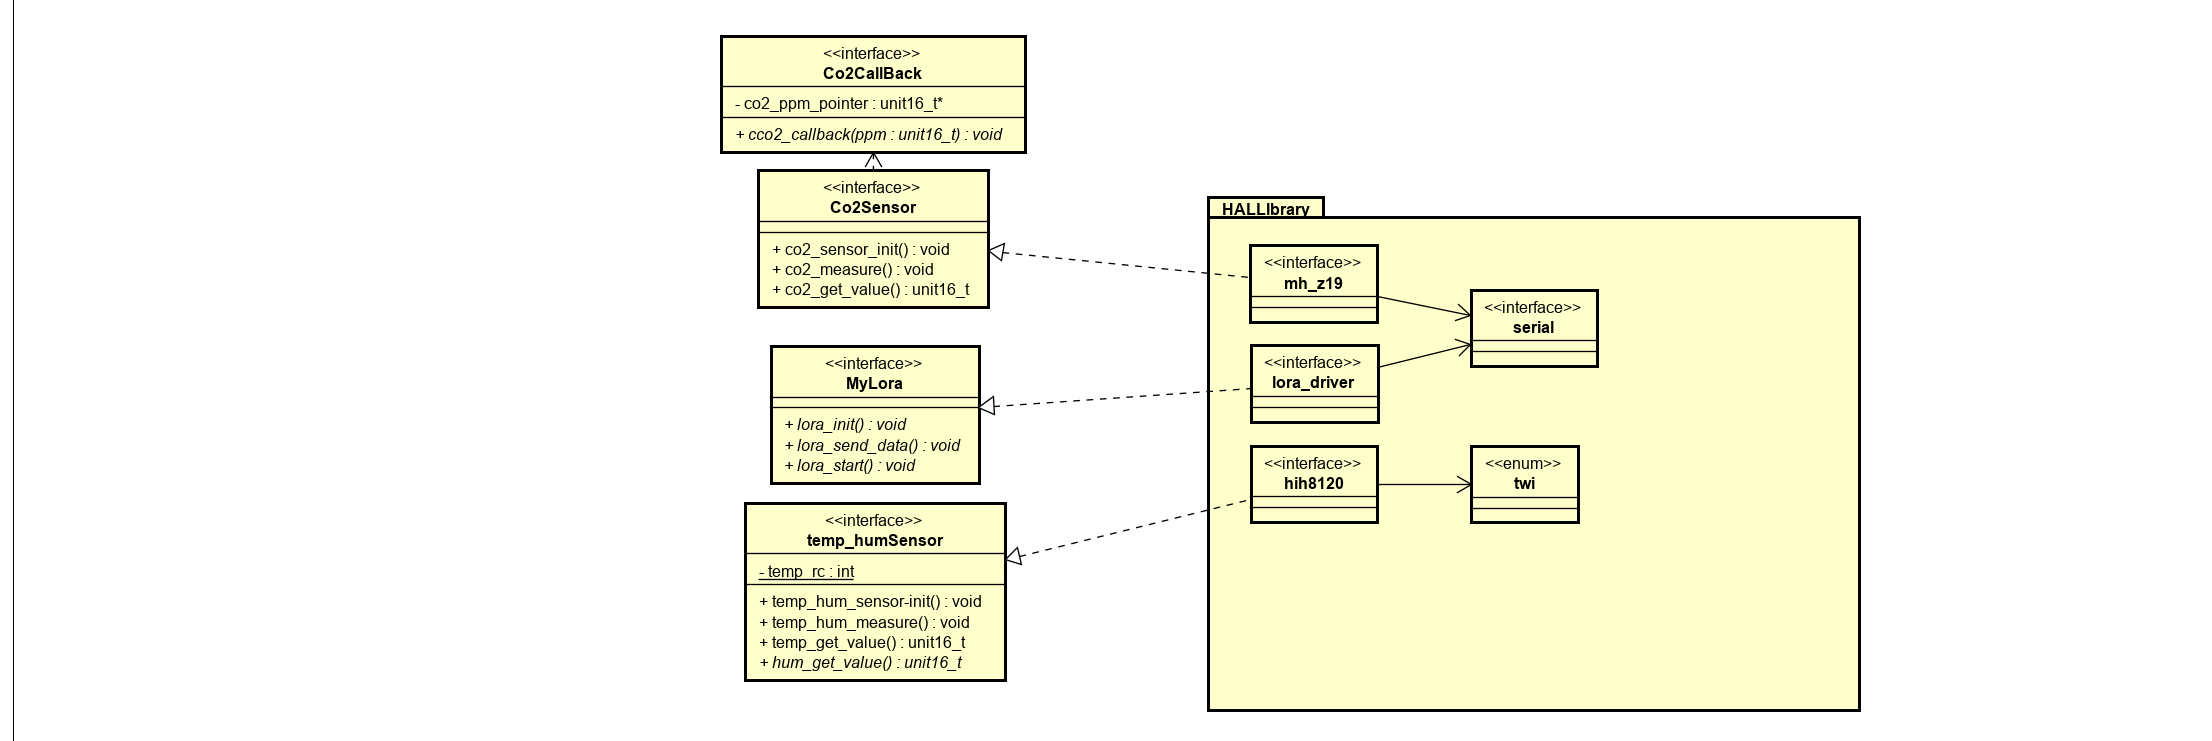 <<interface>>
Co2CallBack
- co2_ppm_pointer : unit16_t*
+ cco2_callback(ppm : unit16_t) : void
<<interface>>
Co2Sensor
+ co2_sensor_init() : void
+ co2_measure() : void
+ co2_get_value() : unit16_t
<<interface>>
MyLora
+ lora_init() : void
+ lora_send_data() : void
+ lora_start() : void
<<interface>>
temp_humSensor
- temp_rc : int
+ temp_hum_sensor-init() : void
+ temp_hum_measure() : void
+ temp_get_value() : unit16_t
+ hum_get_value() : unit16_t
HALLIbrary
<<interface>>
mh_z19
<<interface>>
serial
<<interface>>
lora_driver
<<interface>>
hih8120
<<enum>>
twi